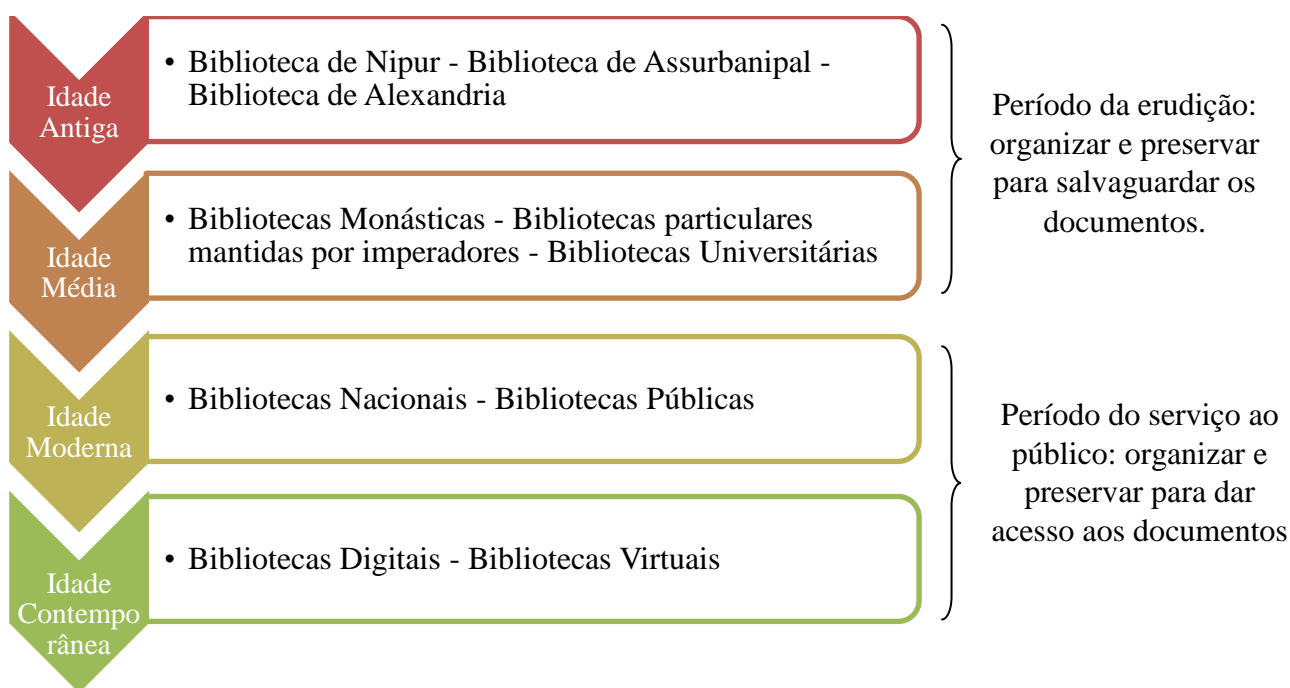 Idade
Antiga
• Biblioteca de Nipur - Biblioteca de Assurbanipal -
Biblioteca de Alexandria
Idade
Média
• Bibliotecas Monásticas - Bibliotecas particulares
mantidas por imperadores - Bibliotecas Universitárias
Período da erudição:
organizar e preservar
para salvaguardar os
documentos.
Idade
Moderna
• Bibliotecas Nacionais - Bibliotecas Públicas
Idade
Contempo
rânea
• Bibliotecas Digitais - Bibliotecas Virtuais
Período do serviço ao
público: organizar e
preservar para dar
acesso aos documentos